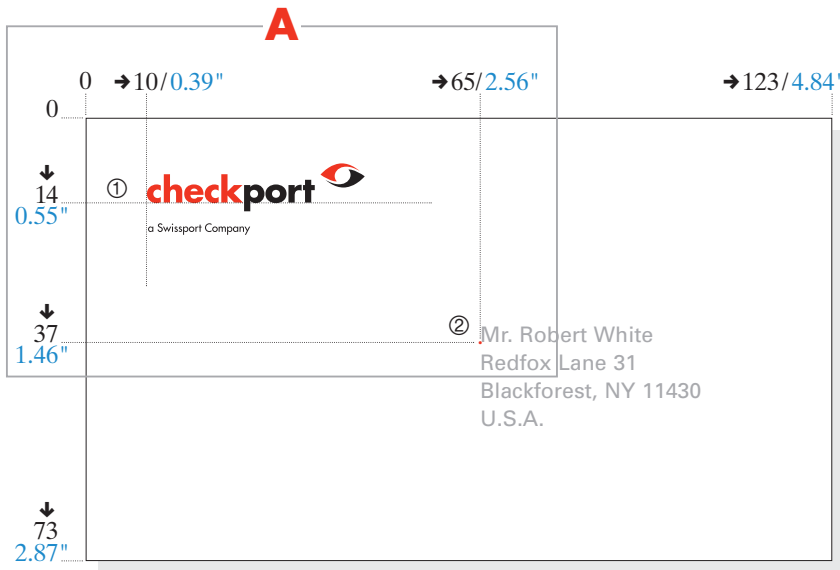 A
0 ➔10/0.39" ➔65/2.56" ➔123/4.84"
0
① checkport
14
0.55"
a Swissport Company
② Mr. Robert White
37
1.46"
Redfox Lane 31
Blackforest, NY 11430
U.S.A.
73
2.87"